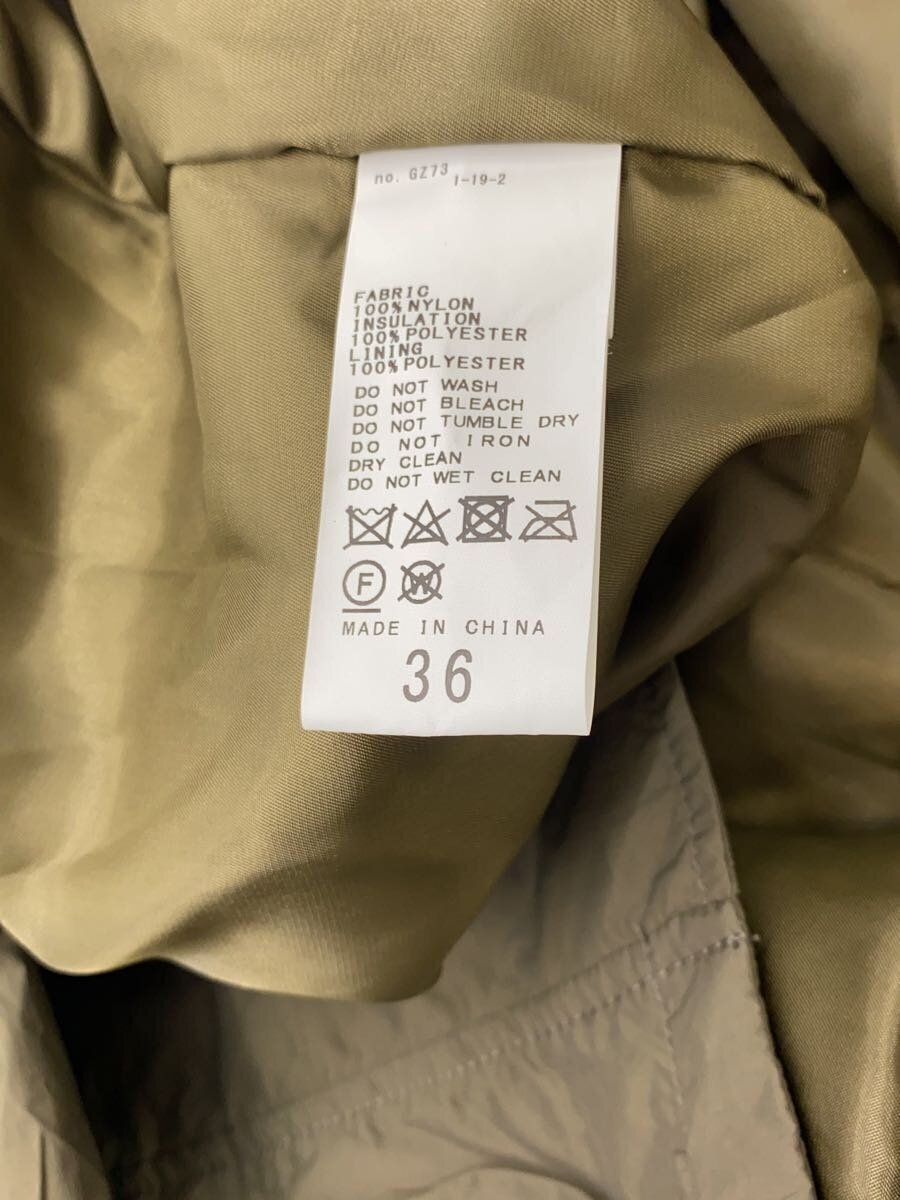 no. GZ73 1-19-2
FABRIC
100% NYLON
INSULATION
100% POLYESTER
LINING
100% POLYESTER
DO NOT WASH
DO NOT BLEACH
DO NOT TUMBLE DRY
DO NOT IRON
DRY CLEAN
DO NOT WET CLEAN
F W
MADE IN CHINA
36